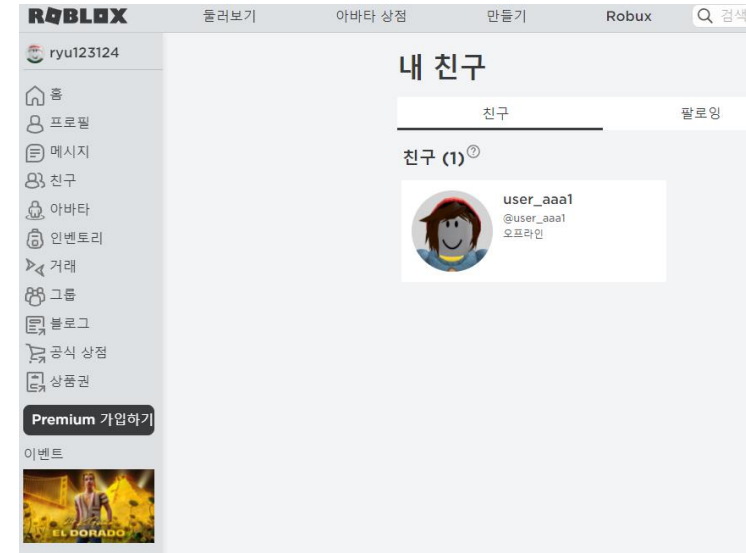 ROBLOX
둘러보기
아바타 상점
만들기
Robux
검색
ryu123124
홈
프로필
메시지
친구
아바타
인벤토리
거래
그룹
블로그
공식 상점
상품권
Premium 가입하기
이벤트
EL DORADO
내 친구
친구
팔로잉
친구 (1)
user_aaa1
@user_aaa1
오프라인